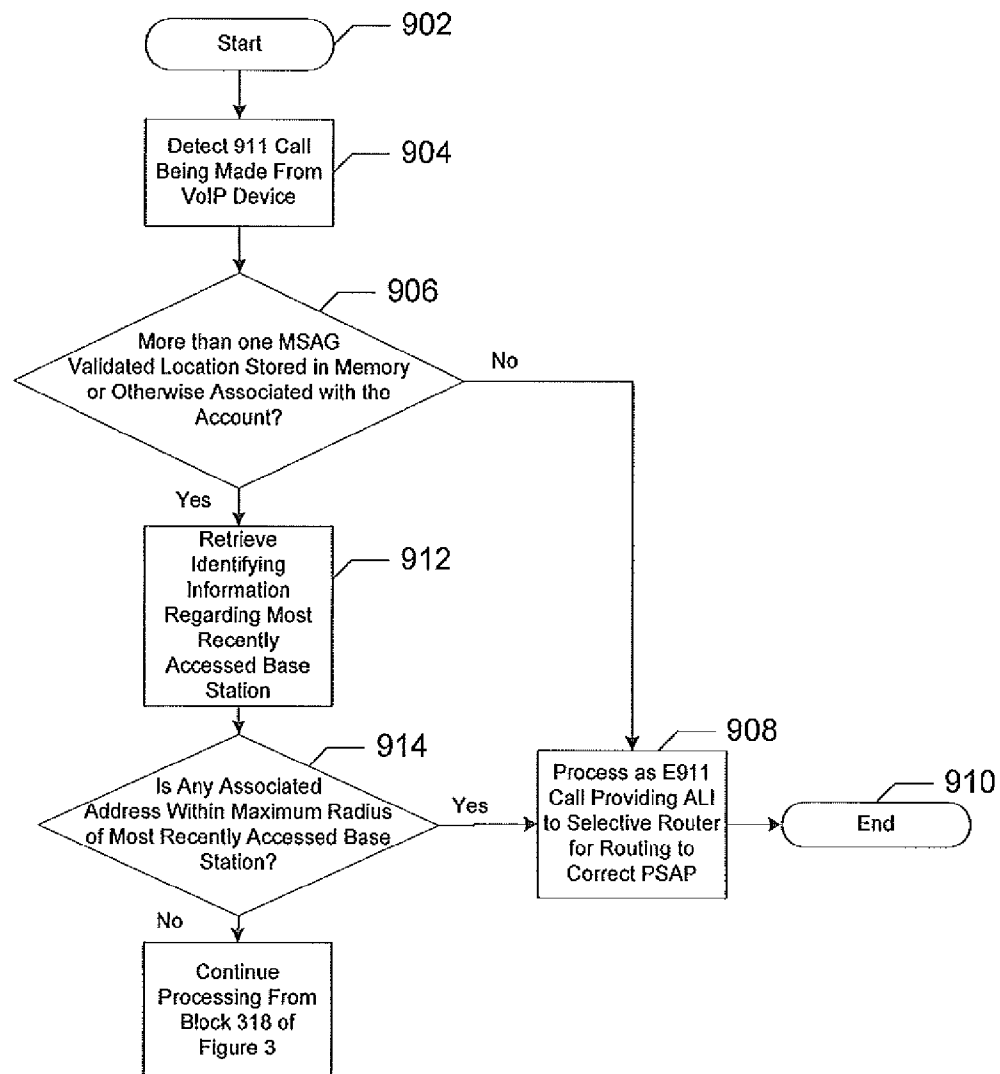 Start
902
Detect 911 Call
Being Made From
VoIP Device
904
906
More than one MSAG
Validated Location Stored in Memory
or Otherwise Associated with the
Account?
No
Yes
Retrieve
Identifying
Information
Regarding Most
Recently
Accessed Base
Station
912
914
Is Any Associated
Address Within Maximum Radius
of Most Recently Accessed Base
Station?
Yes
908
Process as E911
Call Providing ALI
to Selective Router
for Routing to
Correct PSAP
910
End
No
Continue
Processing From
Block 318 of
Figure 3